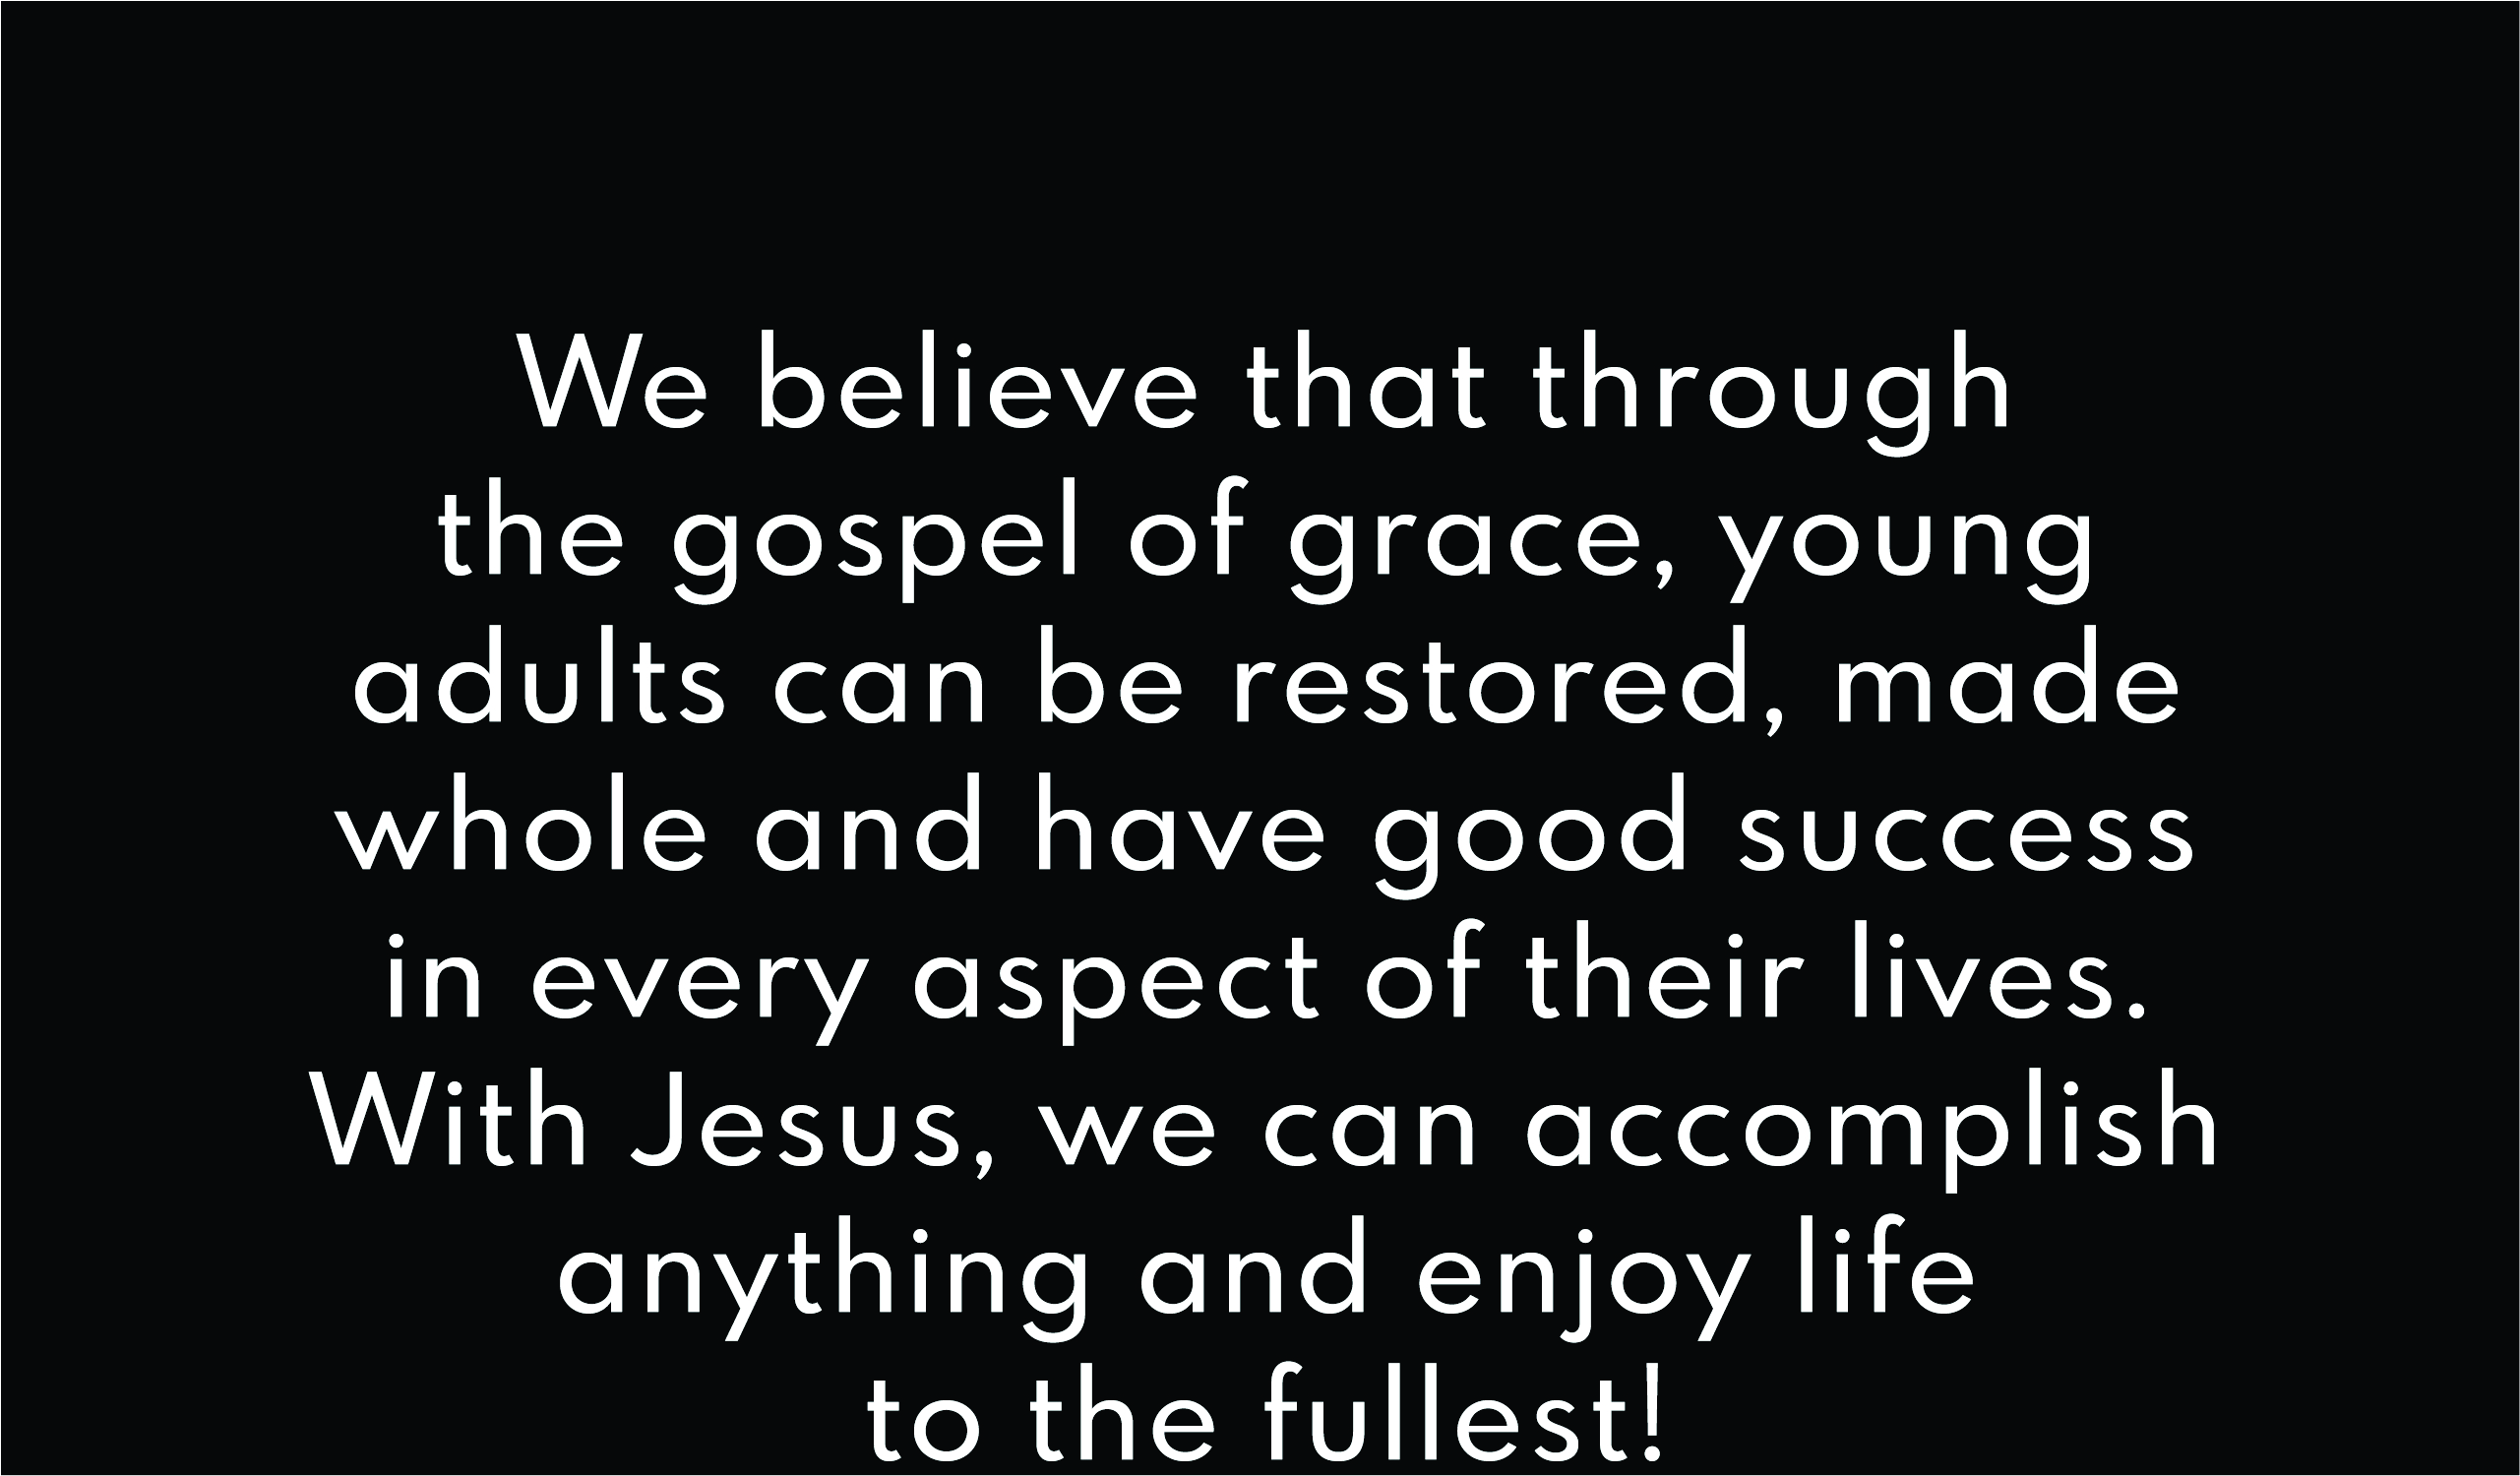 We believe that through
the gospel of grace, young
adults can be restored, made
whole and have good success
in every aspect of their lives.
With Jesus, we can accomplish
anything and enjoy life
to the fullest!